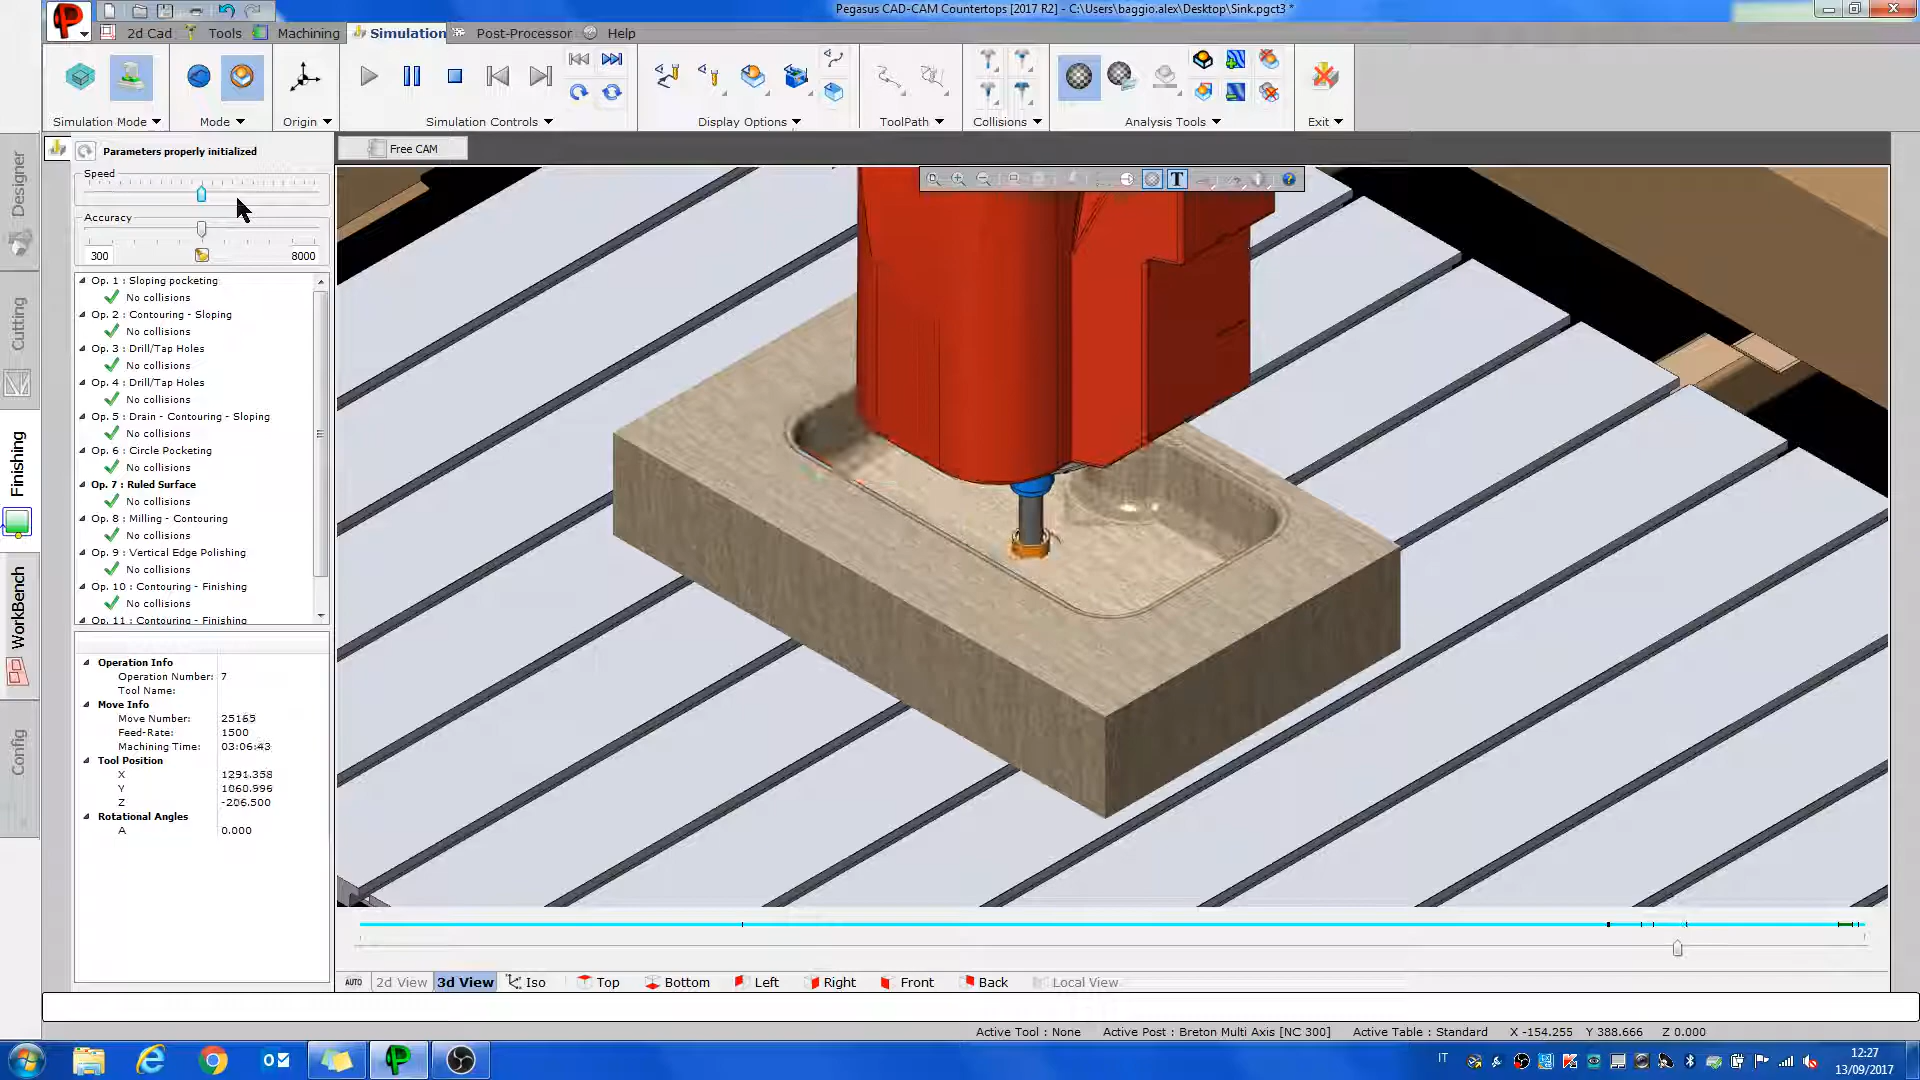 Pegasus CAD-CAM Countertops [2017 R2] - C:\Users\baggio.alex\Desktop\Sink.pgct3 *
2d Cad Tools Machining Simulation Post-Processor Help
Simulation Mode Mode Origin Simulation Controls Display Options ToolPath Collisions Analysis Tools Exit
Parameters properly initialized
Free CAM
Speed
Accuracy
300 8000
Op. 1 : Sloping pocketing
No collisions
Op. 2 : Contouring - Sloping
No collisions
Op. 3 : Drill/Tap Holes
No collisions
Op. 4 : Drill/Tap Holes
No collisions
Op. 5 : Drain - Contouring - Sloping
No collisions
Op. 6 : Circle Pocketing
No collisions
Op. 7 : Ruled Surface
No collisions
Op. 8 : Milling - Contouring
No collisions
Op. 9 : Vertical Edge Polishing
No collisions
Op. 10 : Contouring - Finishing
No collisions
Op. 11 : Contouring - Finishing
Operation Info
Operation Number: 7
Tool Name:
Move Info
Move Number: 25165
Feed-Rate: 1500
Machining Time: 03:06:43
Tool Position
X 1291.358
Y 1060.996
Z -206.500
Rotational Angles
A 0.000
Designer
Cutting
Finishing
WorkBench
Config
T
AUTO 2d View 3d View Iso Top Bottom Left Right Front Back Local View
Active Tool : None Active Post : Breton Multi Axis [NC 300] Active Table : Standard X -154.255 Y 388.666 Z 0.000
IT
12:27
13/09/2017